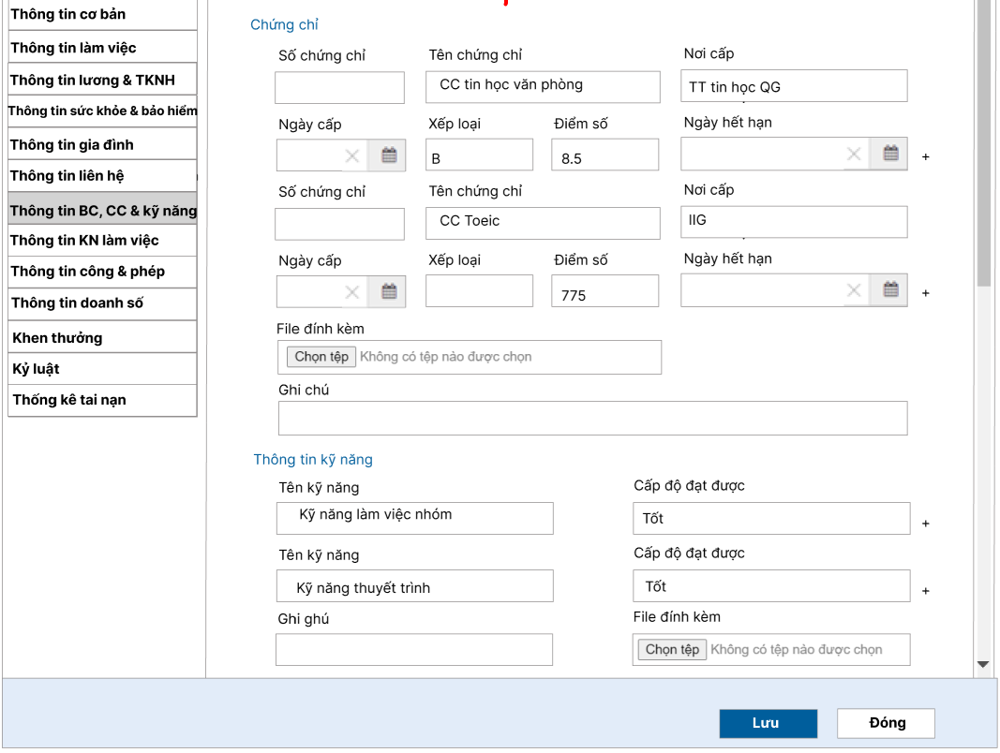 Thông tin cơ bản
Thông tin làm việc
Thông tin lương & TKNH
Thông tin sức khỏe & bảo hiểm
Thông tin gia đình
Thông tin liên hệ
Thông tin BC, CC & kỹ năng
Thông tin KN làm việc
Thông tin công & phép
Thông tin doanh số
Khen thưởng
Kỷ luật
Thống kê tai nạn
Chứng chỉ
Số chứng chỉ Tên chứng chỉ Nơi cấp
CC tin học văn phòng TT tin học QG
Ngày cấp Xếp loại Điểm số Ngày hết hạn
B 8.5 +
Số chứng chỉ Tên chứng chỉ Nơi cấp
CC Toeic IIG
Ngày cấp Xếp loại Điểm số Ngày hết hạn
775 +
File đính kèm
Chọn tệp Không có tệp nào được chọn
Ghi chú
Thông tin kỹ năng
Tên kỹ năng Cấp độ đạt được
Kỹ năng làm việc nhóm Tốt +
Tên kỹ năng Cấp độ đạt được
Kỹ năng thuyết trình Tốt +
Ghi ghú File đính kèm
Chọn tệp Không có tệp nào được chọn
Lưu Đóng